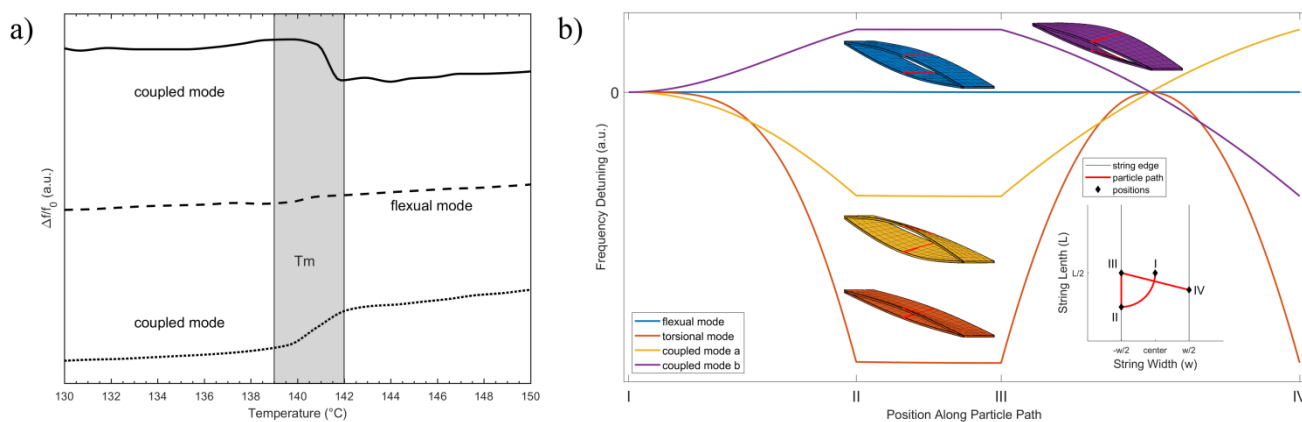 a)
coupled mode
flexual mode
Tm
coupled mode
Δf/f0 (a.u.)
130 132 134 136 138 140 142 144 146 148 150
Temperature (°C)
b)
0
Frequency Detuning (a.u.)
flexual mode
torsional mode
coupled mode a
coupled mode b
string edge
particle path
positions
String Lenth (L)
L/2
III
I
IV
II
-w/2 center w/2
String Width (w)
I II III IV
Position Along Particle Path